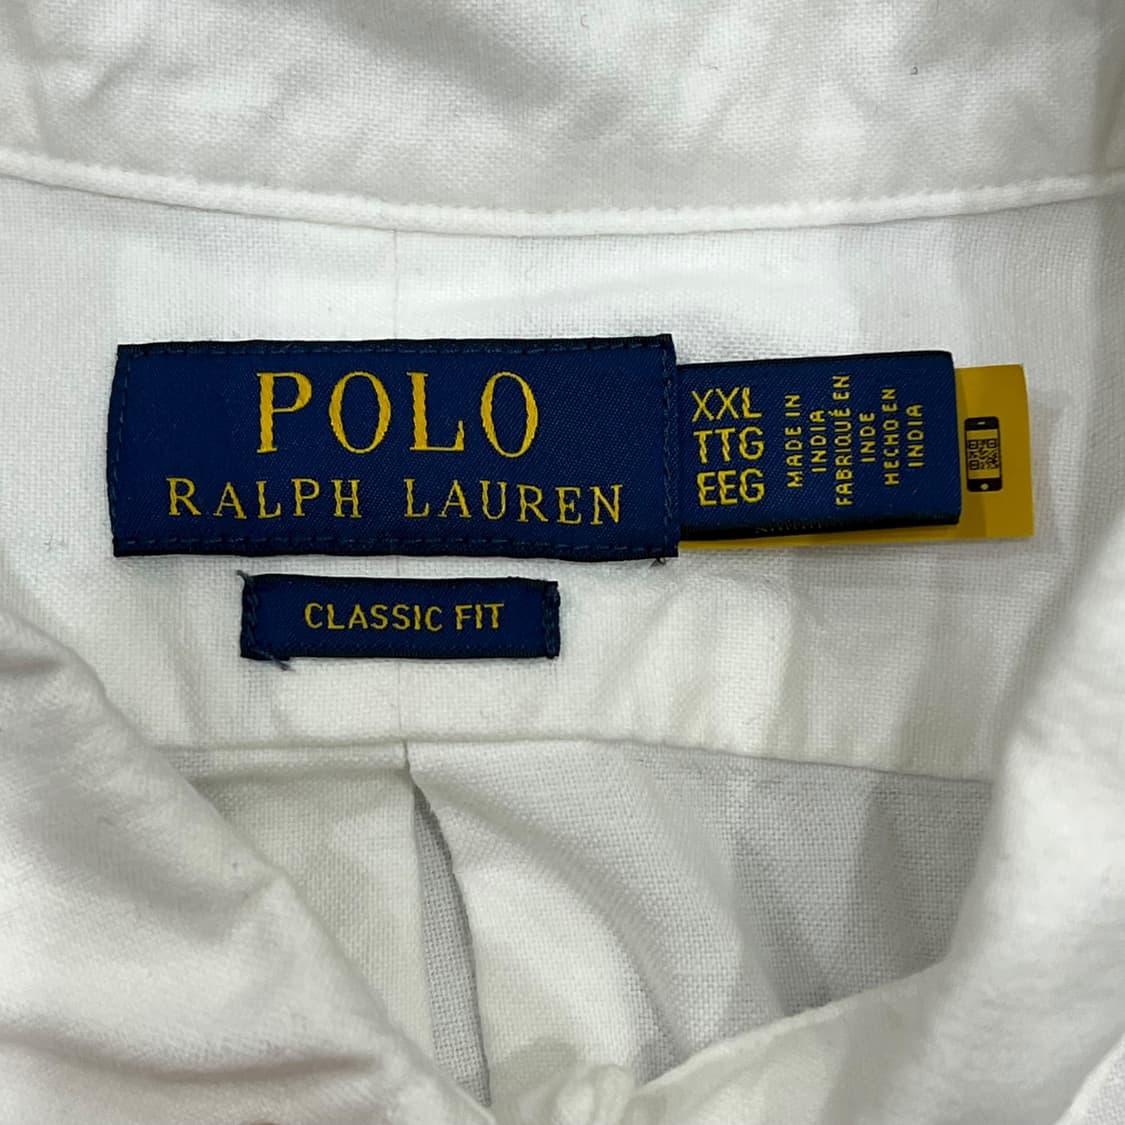 POLO
RALPH LAUREN
CLASSIC FIT
XXL
TTG
EEG
MADE IN
INDIA
FABRIQUÉ EN
INDE
HECHO EN
INDIA